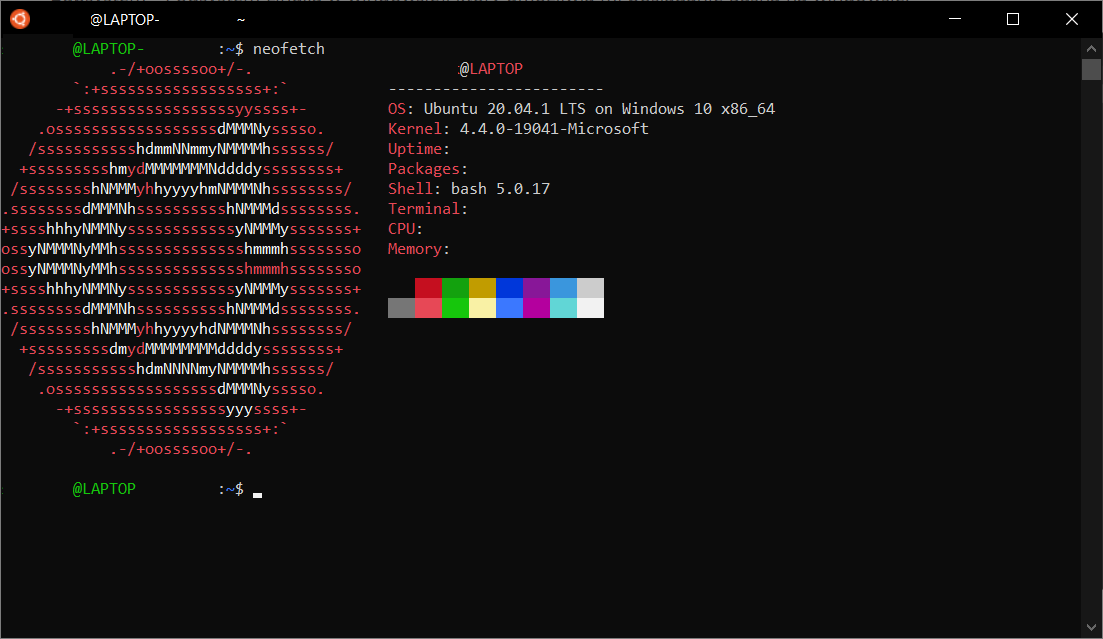 @LAPTOP- ~
@LAPTOP- :~$ neofetch
.-/+oossssoo+/-.
`:+ssssssssssssssssss+:`
-+ssssssssssssssssssyyssss+-
.ossssssssssssssssssdMMMNysssso.
/ssssssssssshdmmNNmmyNMMMMhssssss/
+ssssssssshmydMMMMMMMNddddyssssssss+
/sssssssshNMMMyhhyyyyhmNMMMNhssssssss/
.ssssssssdMMMNhsssssssssshNMMMdssssssss.
+sssshhhyNMMNyssssssssssssyNMMMysssssss+
ossyNMMMNyMMhsssssssssssssshmmmhssssssso
ossyNMMMNyMMhsssssssssssssshmmmhssssssso
+sssshhhyNMMNyssssssssssssyNMMMysssssss+
.ssssssssdMMMNhsssssssssshNMMMdssssssss.
/sssssssshNMMMyhhyyyyhdNMMMNhssssssss/
+sssssssssdmydMMMMMMMMddddyssssssss+
/ssssssssssshdmNNNNmyNMMMMhssssss/
.ossssssssssssssssssdMMMNysssso.
-+sssssssssssssssssyyyssss+-
`:+ssssssssssssssssss+:`
.-/+oossssoo+/-.
@LAPTOP
------------------------
OS: Ubuntu 20.04.1 LTS on Windows 10 x86_64
Kernel: 4.4.0-19041-Microsoft
Uptime:
Packages:
Shell: bash 5.0.17
Terminal:
CPU:
Memory:
@LAPTOP :~$